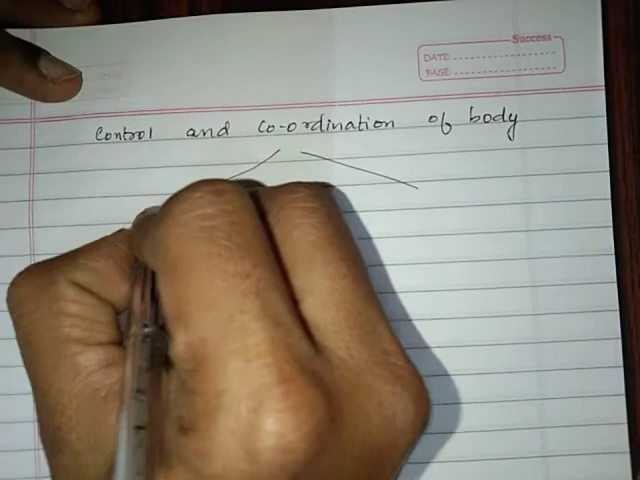 Success
DATE
PAGE
Control and Co-ordination of body